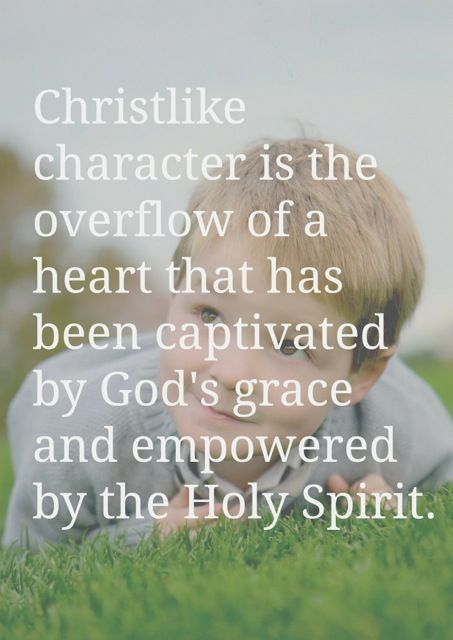 Christlike
character is the
overflow of a
heart that has
been captivated
by God's grace
and empowered
by the Holy Spirit.